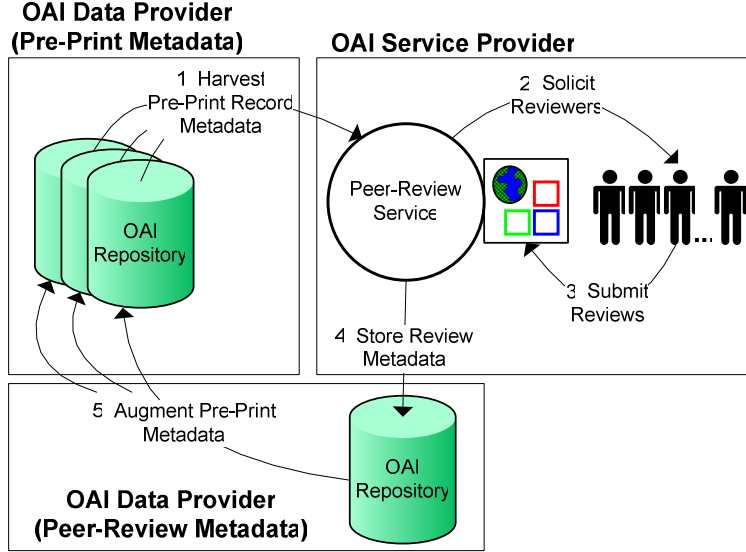 OAI Data Provider
(Pre-Print Metadata)
OAI Service Provider
1 Harvest
Pre-Print Record
Metadata
2 Solicit
Reviewers
OAI
Repository
Peer-Review
Service
...
3 Submit
Reviews
4 Store Review
Metadata
5 Augment Pre-Print
Metadata
OAI
Repository
OAI Data Provider
(Peer-Review Metadata)